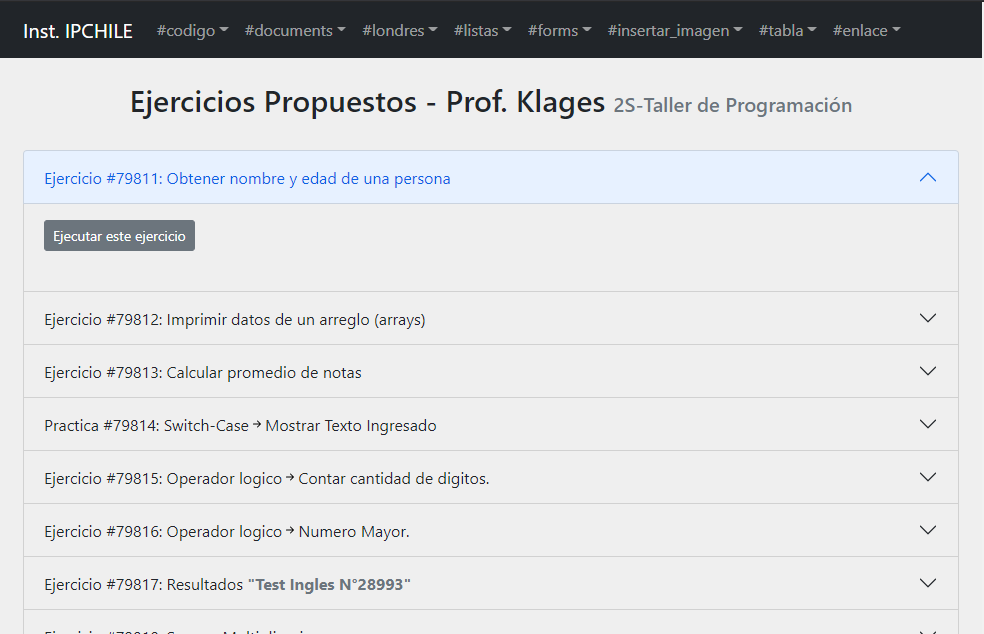 Inst. IPCHILE #codigo #documents #londres #listas #forms #insertar_imagen #tabla #enlace
Ejercicios Propuestos - Prof. Klages 2S-Taller de Programación
Ejercicio #79811: Obtener nombre y edad de una persona
Ejecutar este ejercicio
Ejercicio #79812: Imprimir datos de un arreglo (arrays)
Ejercicio #79813: Calcular promedio de notas
Practica #79814: Switch-Case → Mostrar Texto Ingresado
Ejercicio #79815: Operador logico → Contar cantidad de digitos.
Ejercicio #79816: Operador logico → Numero Mayor.
Ejercicio #79817: Resultados "Test Ingles N°28993"